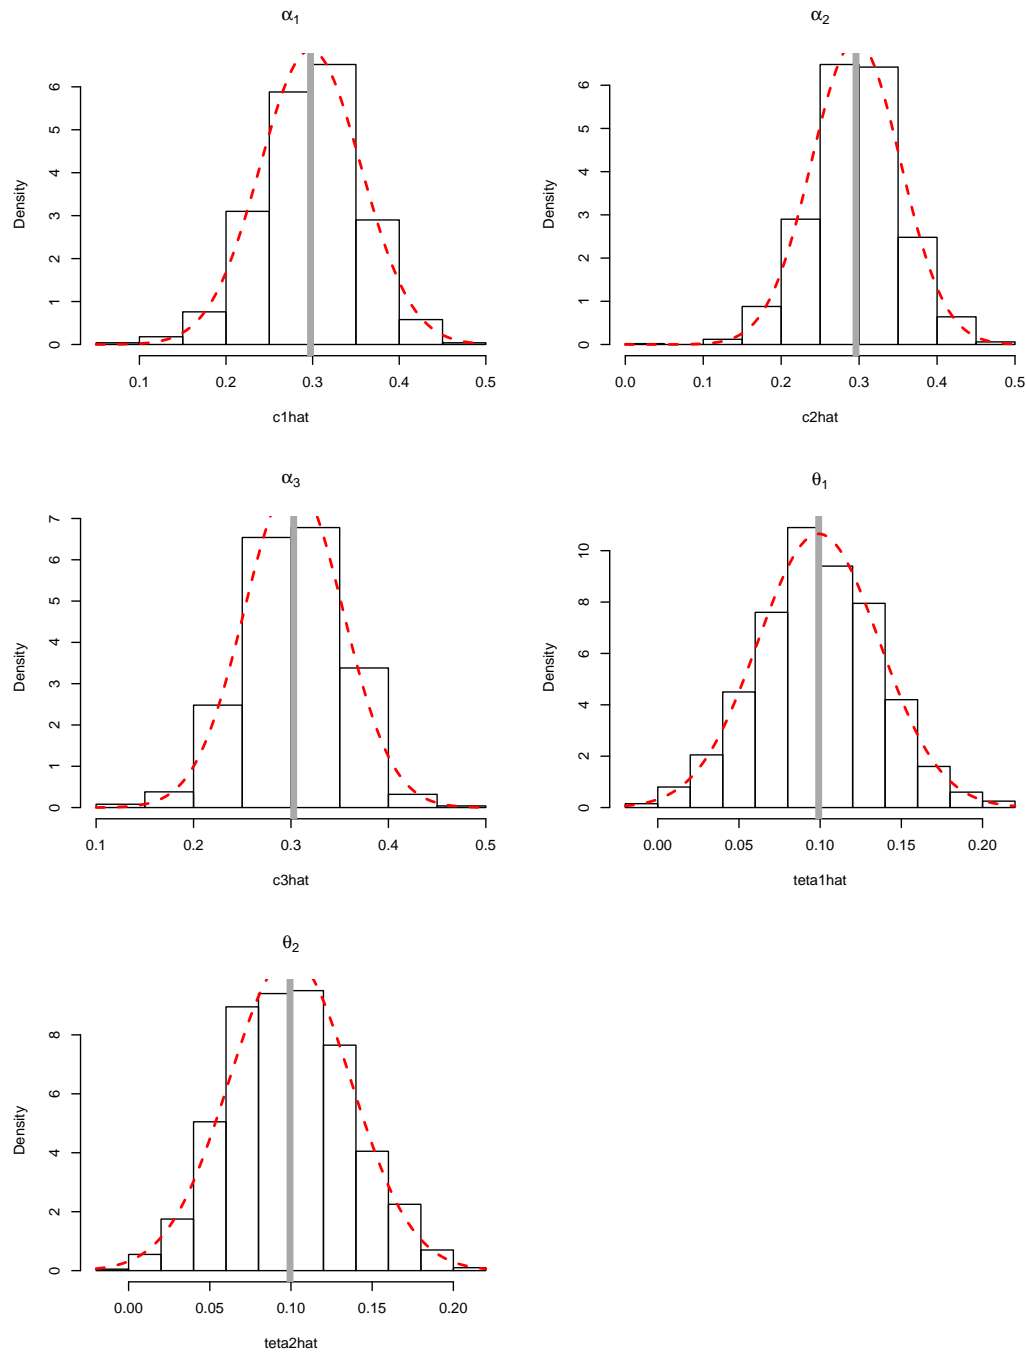 α1
Density
0 1 2 3 4 5 6
0.1 0.2 0.3 0.4 0.5
c1hat
α2
Density
0 1 2 3 4 5 6
0.0 0.1 0.2 0.3 0.4 0.5
c2hat
α3
Density
0 1 2 3 4 5 6 7
0.1 0.2 0.3 0.4 0.5
c3hat
θ1
Density
0 2 4 6 8 10
0.00 0.05 0.10 0.15 0.20
teta1hat
θ2
Density
0 2 4 6 8
0.00 0.05 0.10 0.15 0.20
teta2hat